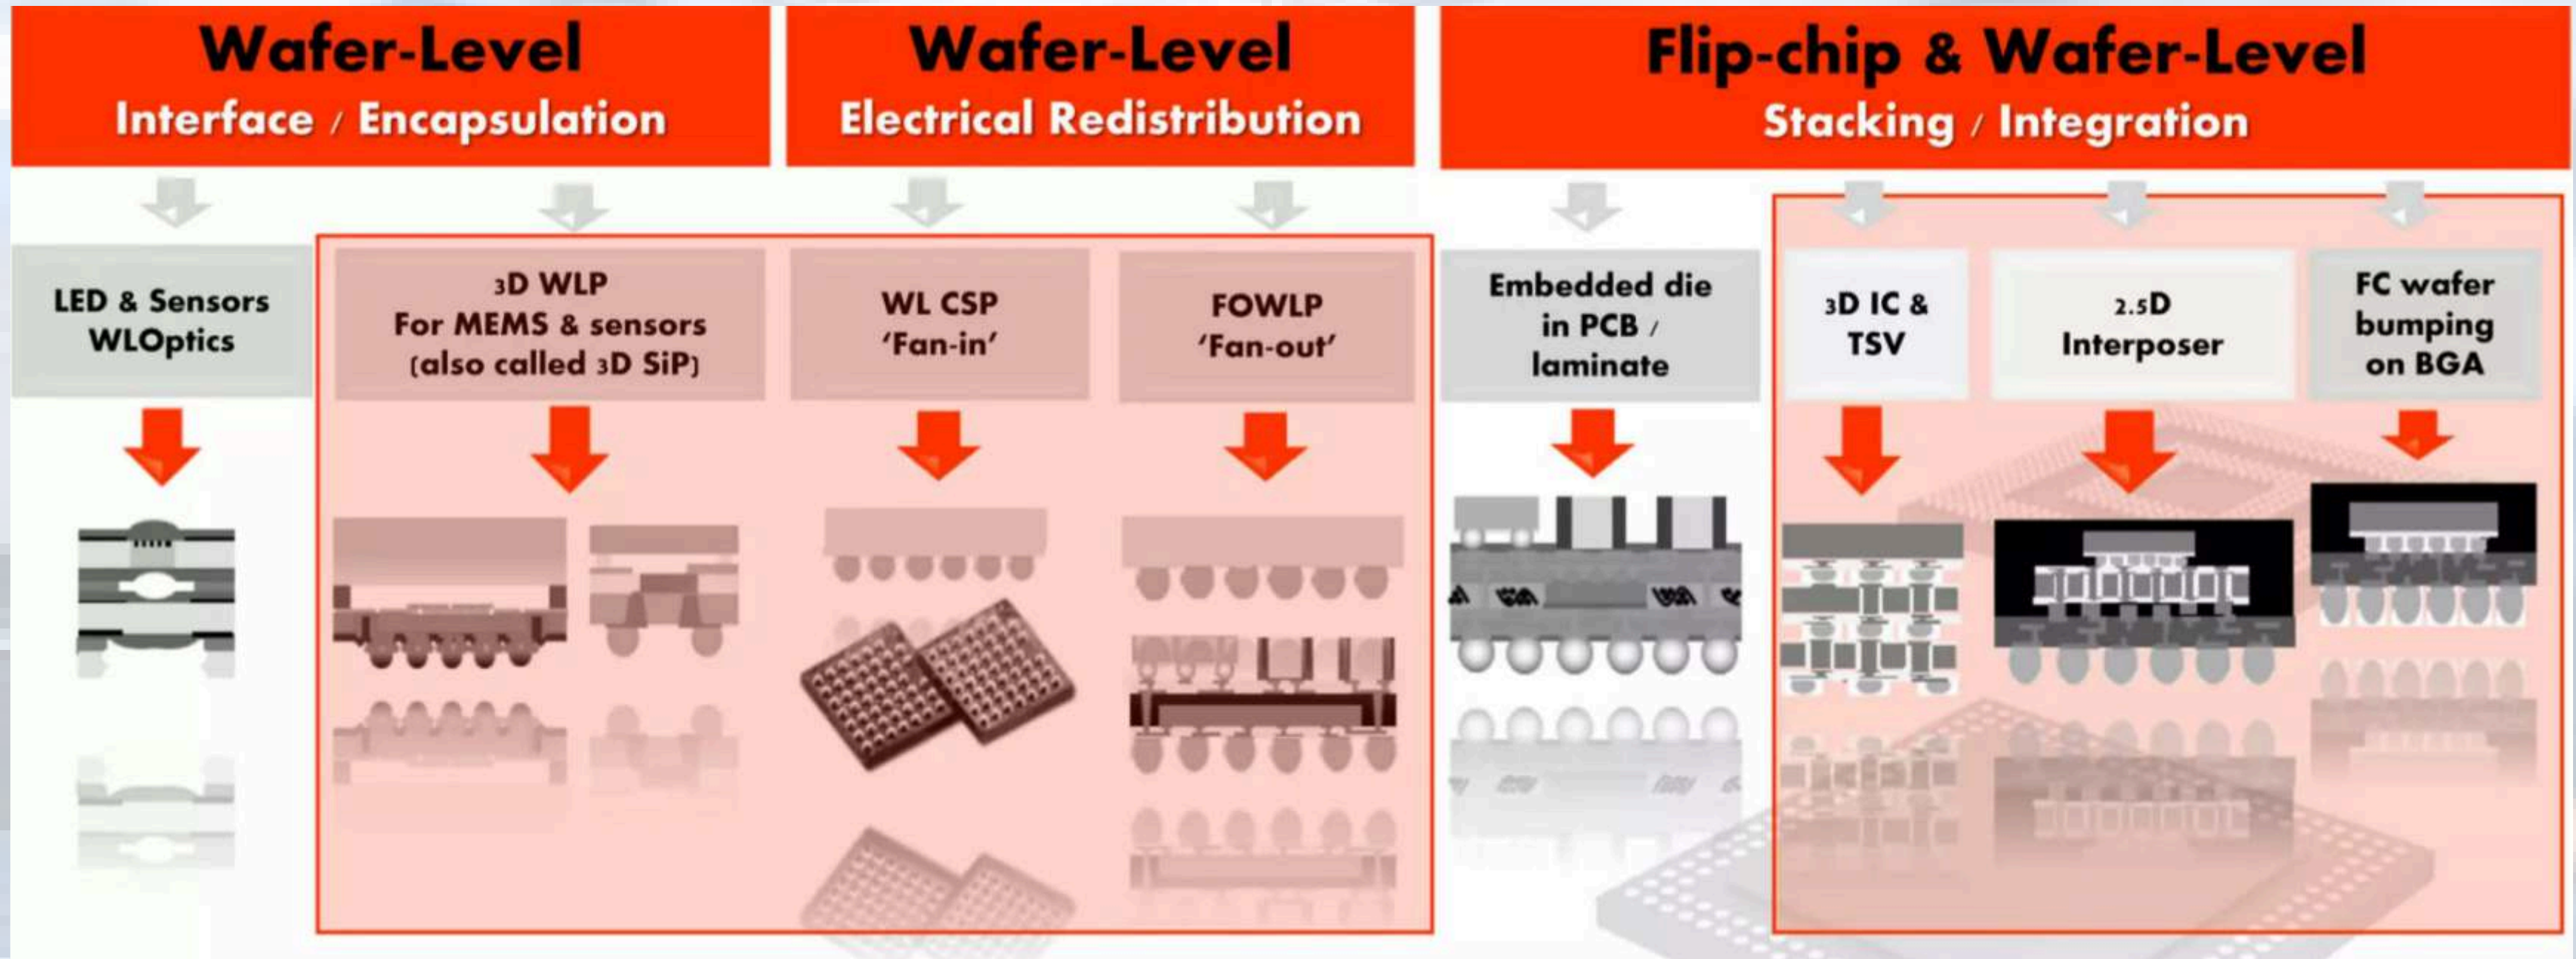 Wafer-Level
Interface / Encapsulation
Wafer-Level
Electrical Redistribution
Flip-chip & Wafer-Level
Stacking / Integration
LED & Sensors
WLOptics
3D WLP
For MEMS & sensors
(also called 3D SiP)
WL CSP
‘Fan-in’
FOWLP
‘Fan-out’
Embedded die
in PCB /
laminate
3D IC &
TSV
2.5D
Interposer
FC wafer
bumping
on BGA